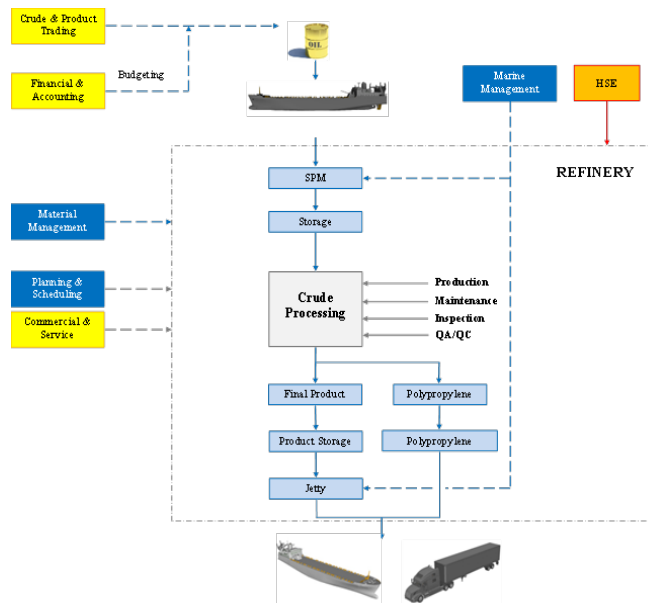 Crude & Product
Trading
OIL
Budgeting
Financial &
Accounting
Marine
Management
HSE
REFINERY
SPM
Material
Management
Storage
Planning &
Scheduling
Crude
Processing
Production
Maintenance
Inspection
QA/QC
Commercial &
Service
Final Product
Polypropylene
Product Storage
Polypropylene
Jetty